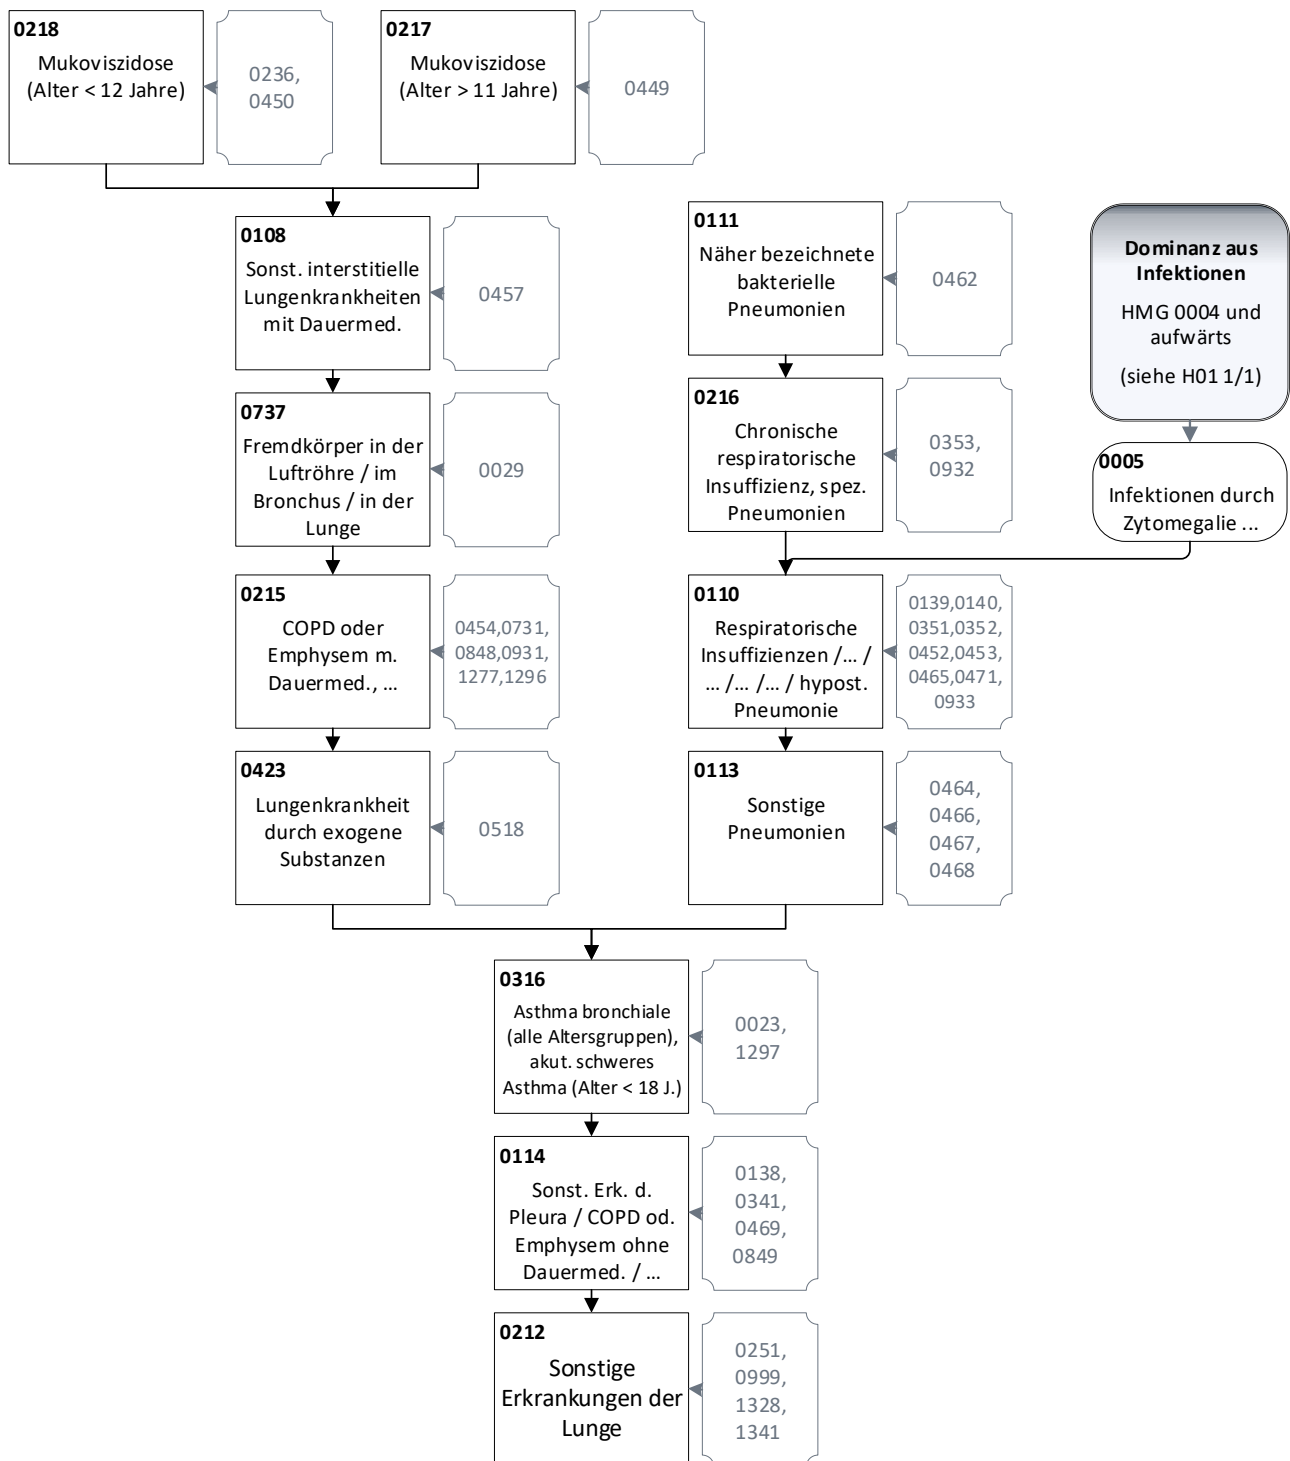 0218
Mukoviszidose
(Alter < 12 Jahre)
0236,
0450
0217
Mukoviszidose
(Alter > 11 Jahre)
0449
0108
Sonst. interstitielle
Lungenkrankheiten
mit Dauermed.
0457
0111
Näher bezeichnete
bakterielle
Pneumonien
0462
Dominanz aus
Infektionen
HMG 0004 und
aufwärts
(siehe H01 1/1)
0737
Fremdkörper in der
Luftröhre / im
Bronchus / in der
Lunge
0029
0216
Chronische
respiratorische
Insuffizienz, spez.
Pneumonien
0353,
0932
0005
Infektionen durch
Zytomegalie ...
0215
COPD oder
Emphysem m.
Dauermed., ...
0454,0731,
0848,0931,
1277,1296
0110
Respiratorische
Insuffizienzen /... /
... /... /... / hypost.
Pneumonie
0139,0140,
0351,0352,
0452,0453,
0465,0471,
0933
0423
Lungenkrankheit
durch exogene
Substanzen
0518
0113
Sonstige
Pneumonien
0464,
0466,
0467,
0468
0316
Asthma bronchiale
(alle Altersgruppen),
akut. schweres
Asthma (Alter < 18 J.)
0023,
1297
0114
Sonst. Erk. d.
Pleura / COPD od.
Emphysem ohne
Dauermed. / ...
0138,
0341,
0469,
0849
0212
Sonstige
Erkrankungen der
Lunge
0251,
0999,
1328,
1341